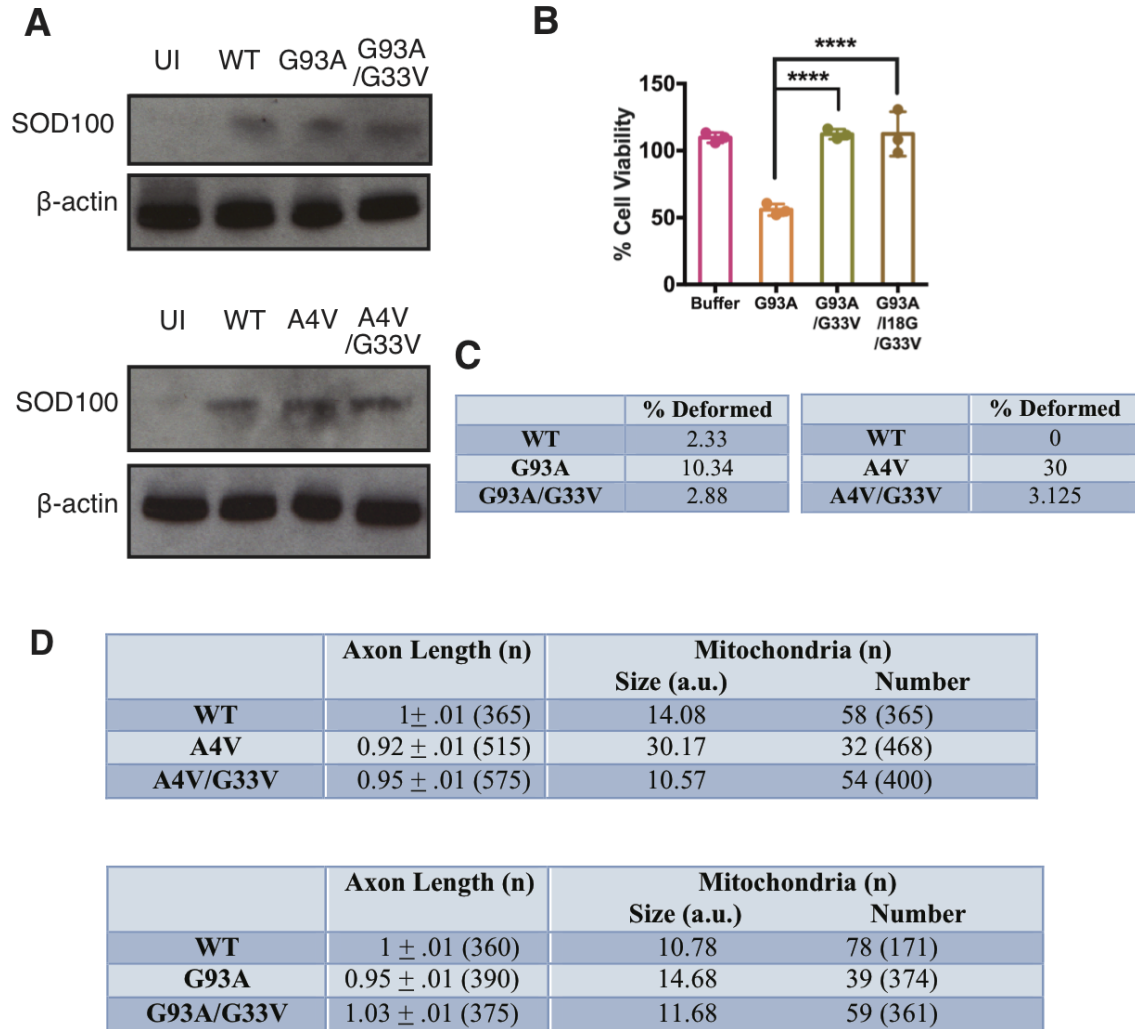 A
UI WT G93A G93A
/G33V
SOD100
β-actin
UI WT A4V A4V
/G33V
SOD100
β-actin
B
****
****
% Cell Viability
150
100
50
0
Buffer G93A G93A G93A
/G33V /I18G
/G33V
C
% Deformed
WT 2.33
G93A 10.34
G93A/G33V 2.88
% Deformed
WT 0
A4V 30
A4V/G33V 3.125
D
Axon Length (n) Mitochondria (n)
Size (a.u.) Number
WT 1± .01 (365) 14.08 58 (365)
A4V 0.92 ± .01 (515) 30.17 32 (468)
A4V/G33V 0.95 ± .01 (575) 10.57 54 (400)
Axon Length (n) Mitochondria (n)
Size (a.u.) Number
WT 1 ± .01 (360) 10.78 78 (171)
G93A 0.95 ± .01 (390) 14.68 39 (374)
G93A/G33V 1.03 ± .01 (375) 11.68 59 (361)